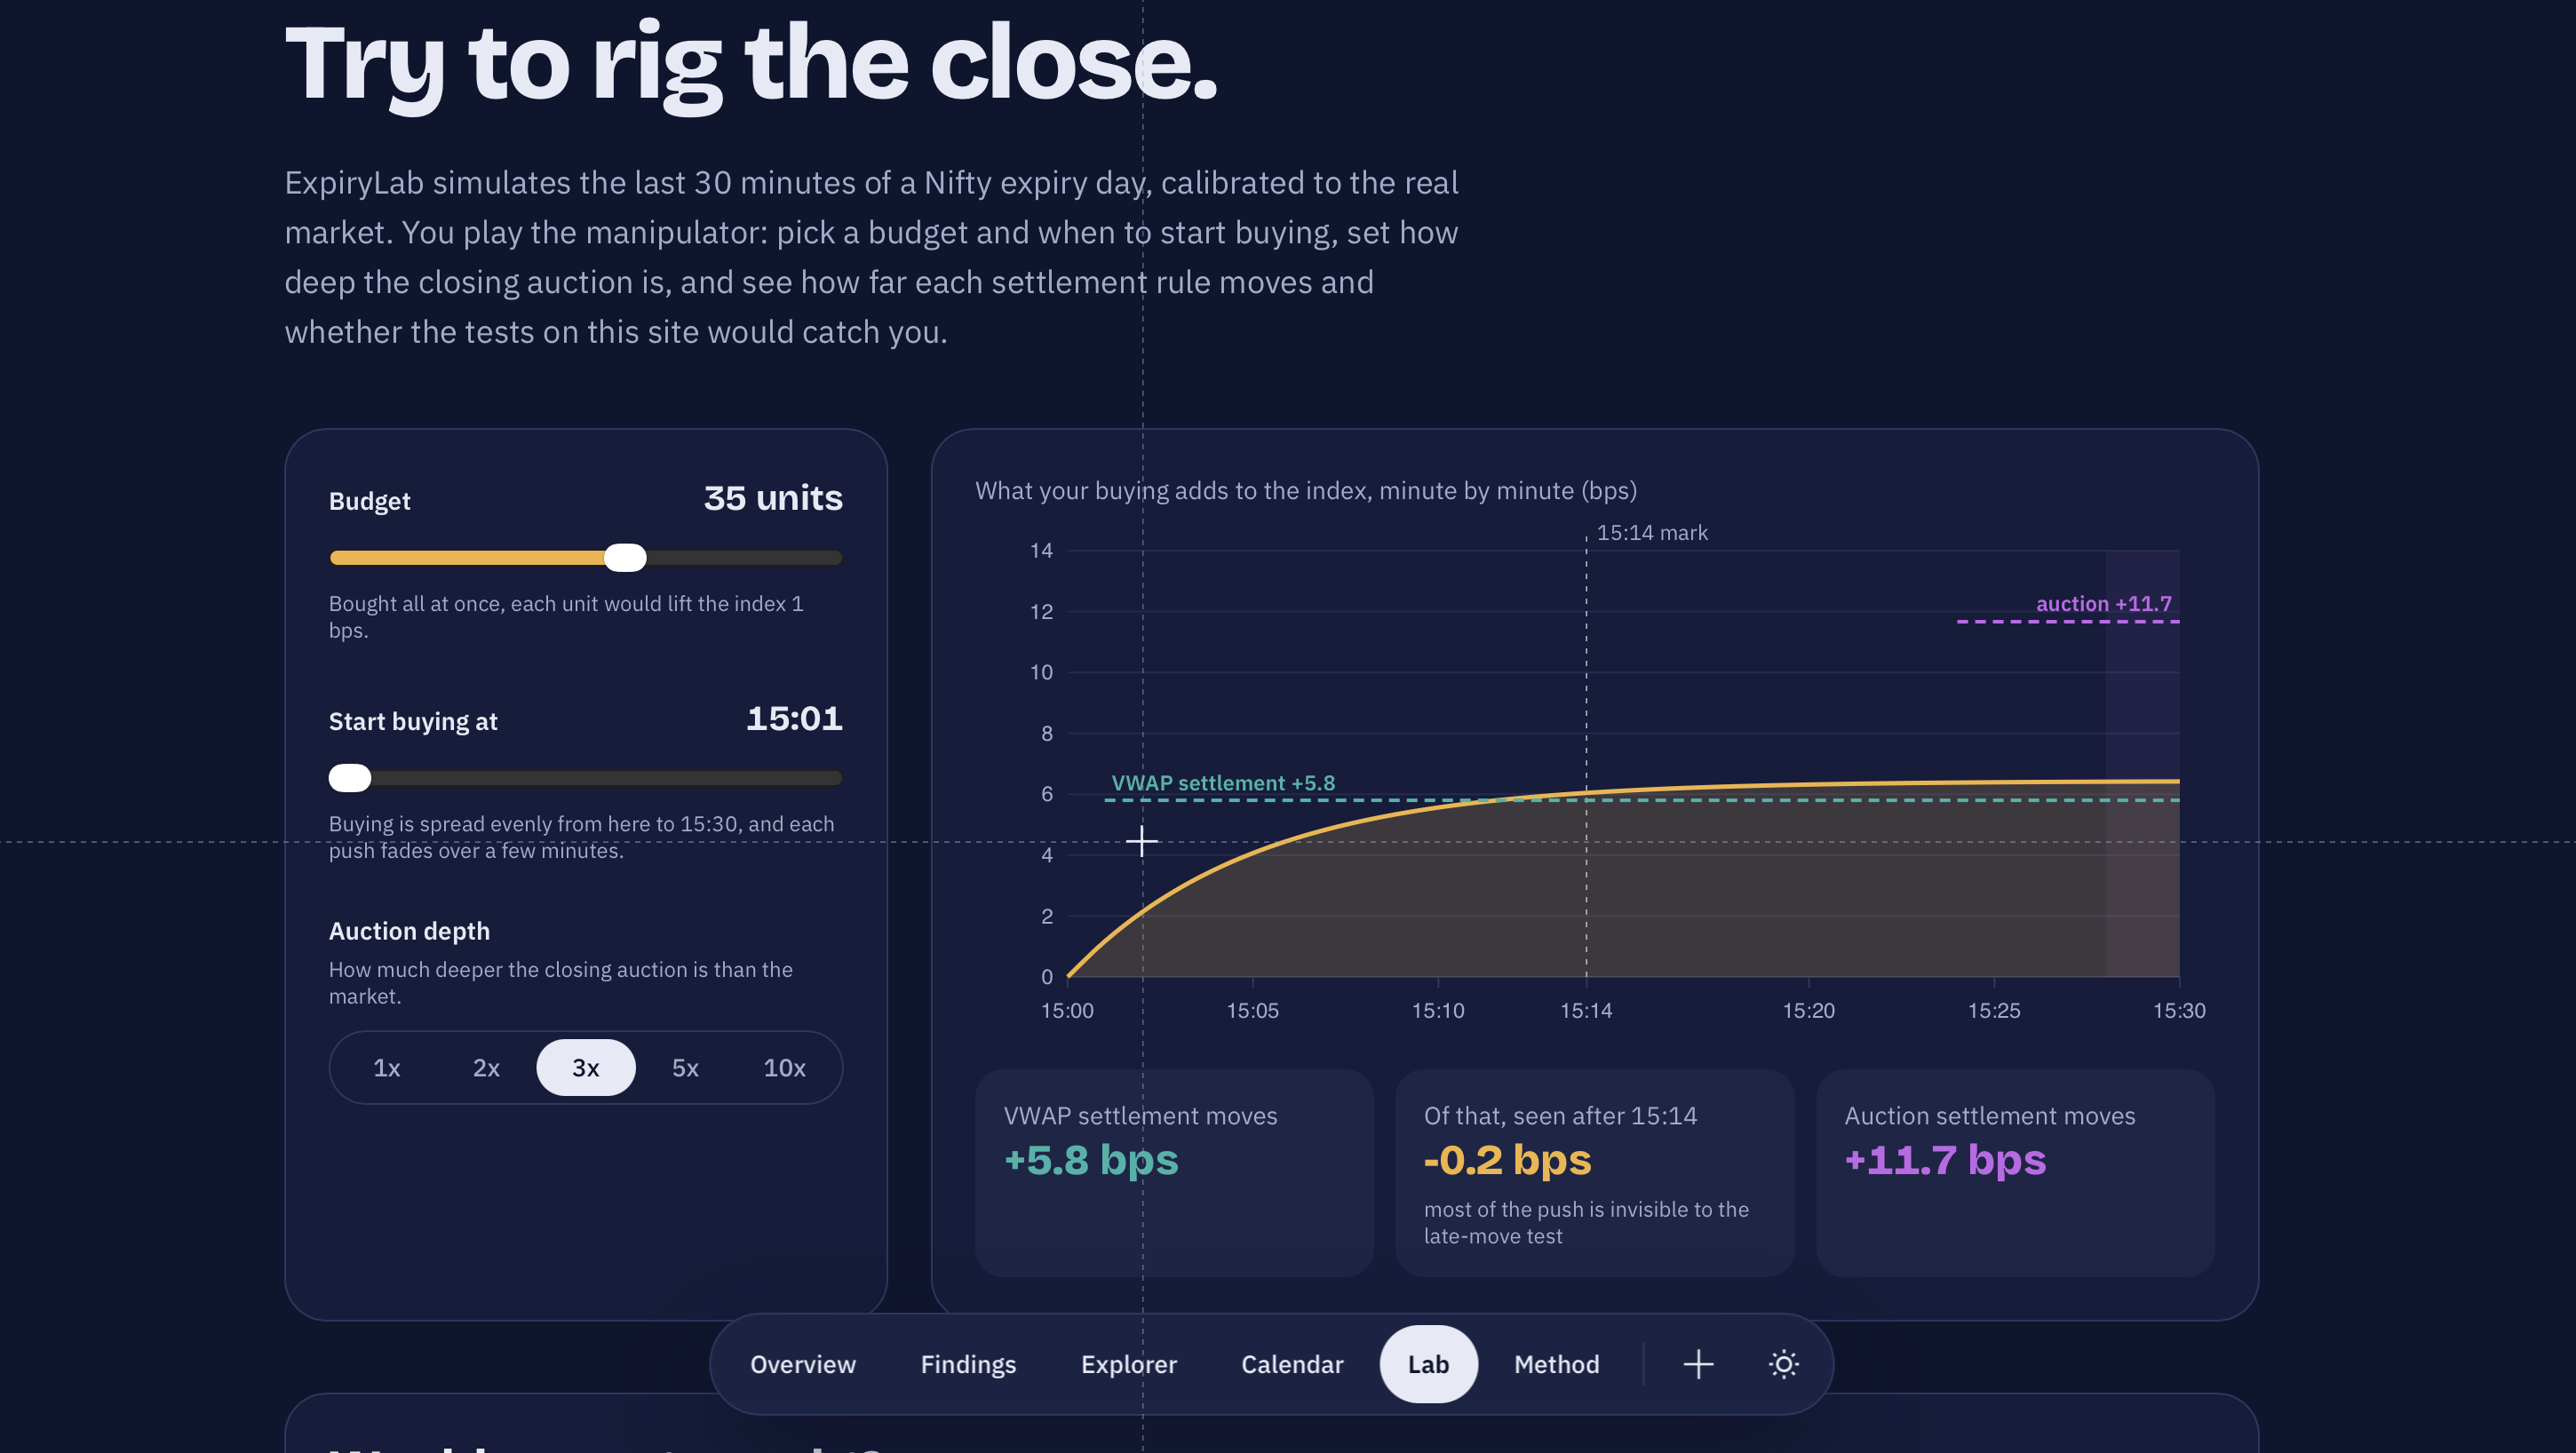 Try to rig the close.
ExpiryLab simulates the last 30 minutes of a Nifty expiry day, calibrated to the real
market. You play the manipulator: pick a budget and when to start buying, set how
deep the closing auction is, and see how far each settlement rule moves and
whether the tests on this site would catch you.
Budget
35 units
Bought all at once, each unit would lift the index 1
bps.
Start buying at
15:01
Buying is spread evenly from here to 15:30, and each
push fades over a few minutes.
Auction depth
How much deeper the closing auction is than the
market.
1x 2x 3x 5x 10x
What your buying adds to the index, minute by minute (bps)
15:14 mark
14
auction +11.7
12
10
8
VWAP settlement +5.8
6
4
2
0
15:00 15:05 15:10 15:14 15:20 15:25 15:30
VWAP settlement moves
+5.8 bps
Of that, seen after 15:14
-0.2 bps
most of the push is invisible to the
late-move test
Auction settlement moves
+11.7 bps
Overview Findings Explorer Calendar Lab Method